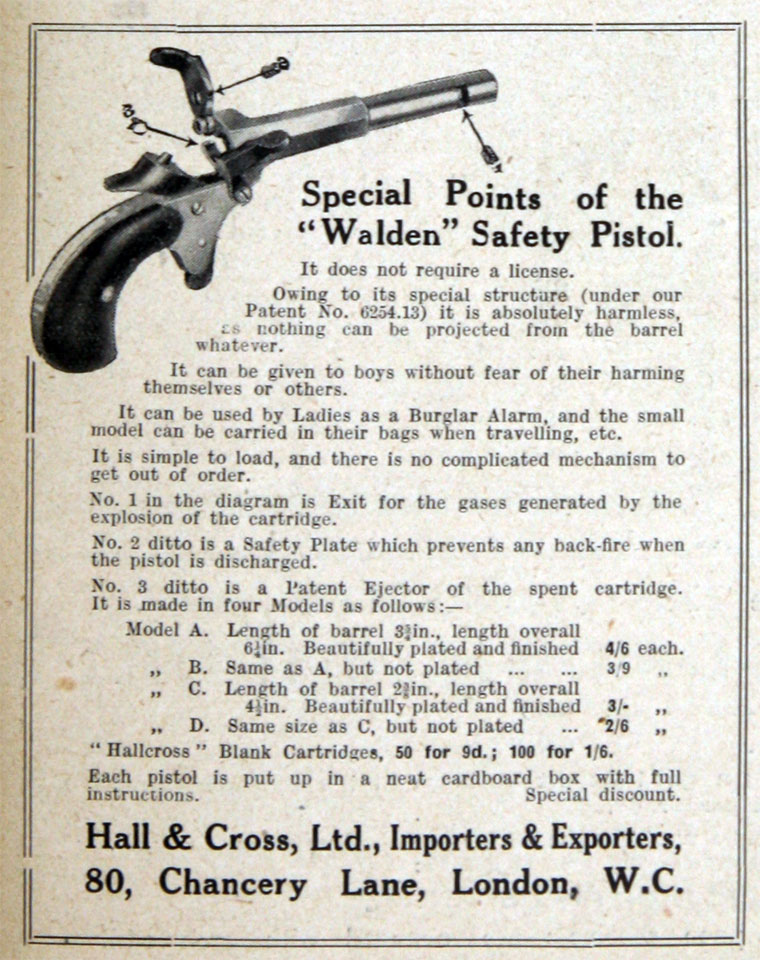 Special Points of the
"Walden" Safety Pistol.
It does not require a license.
Owing to its special structure (under our
Patent No. 6254.13) it is absolutely harmless,
as nothing can be projected from the barrel
whatever.
It can be given to boys without fear of their harming
themselves or others.
It can be used by Ladies as a Burglar Alarm, and the small
model can be carried in their bags when travelling, etc.
It is simple to load, and there is no complicated mechanism to
get out of order.
No. 1 in the diagram is Exit for the gases generated by the
explosion of the cartridge.
No. 2 ditto is a Safety Plate which prevents any back-fire when
the pistol is discharged.
No. 3 ditto is a Patent Ejector of the spent cartridge.
It is made in four Models as follows:—
Model A. Length of barrel 3¾in., length overall
6¼in. Beautifully plated and finished 4/6 each.
„ B. Same as A, but not plated ... ... 3/9 „
„ C. Length of barrel in., length overall
4½in. Beautifully plated and finished 3/- „
„ D. Same size as C, but not plated ... 2/6 „
"Hallcross" Blank Cartridges, 50 for 9d.; 100 for 1/6.
Each pistol is put up in a neat cardboard box with full
instructions. Special discount.
Hall & Cross, Ltd., Importers & Exporters,
80, Chancery Lane, London, W.C.